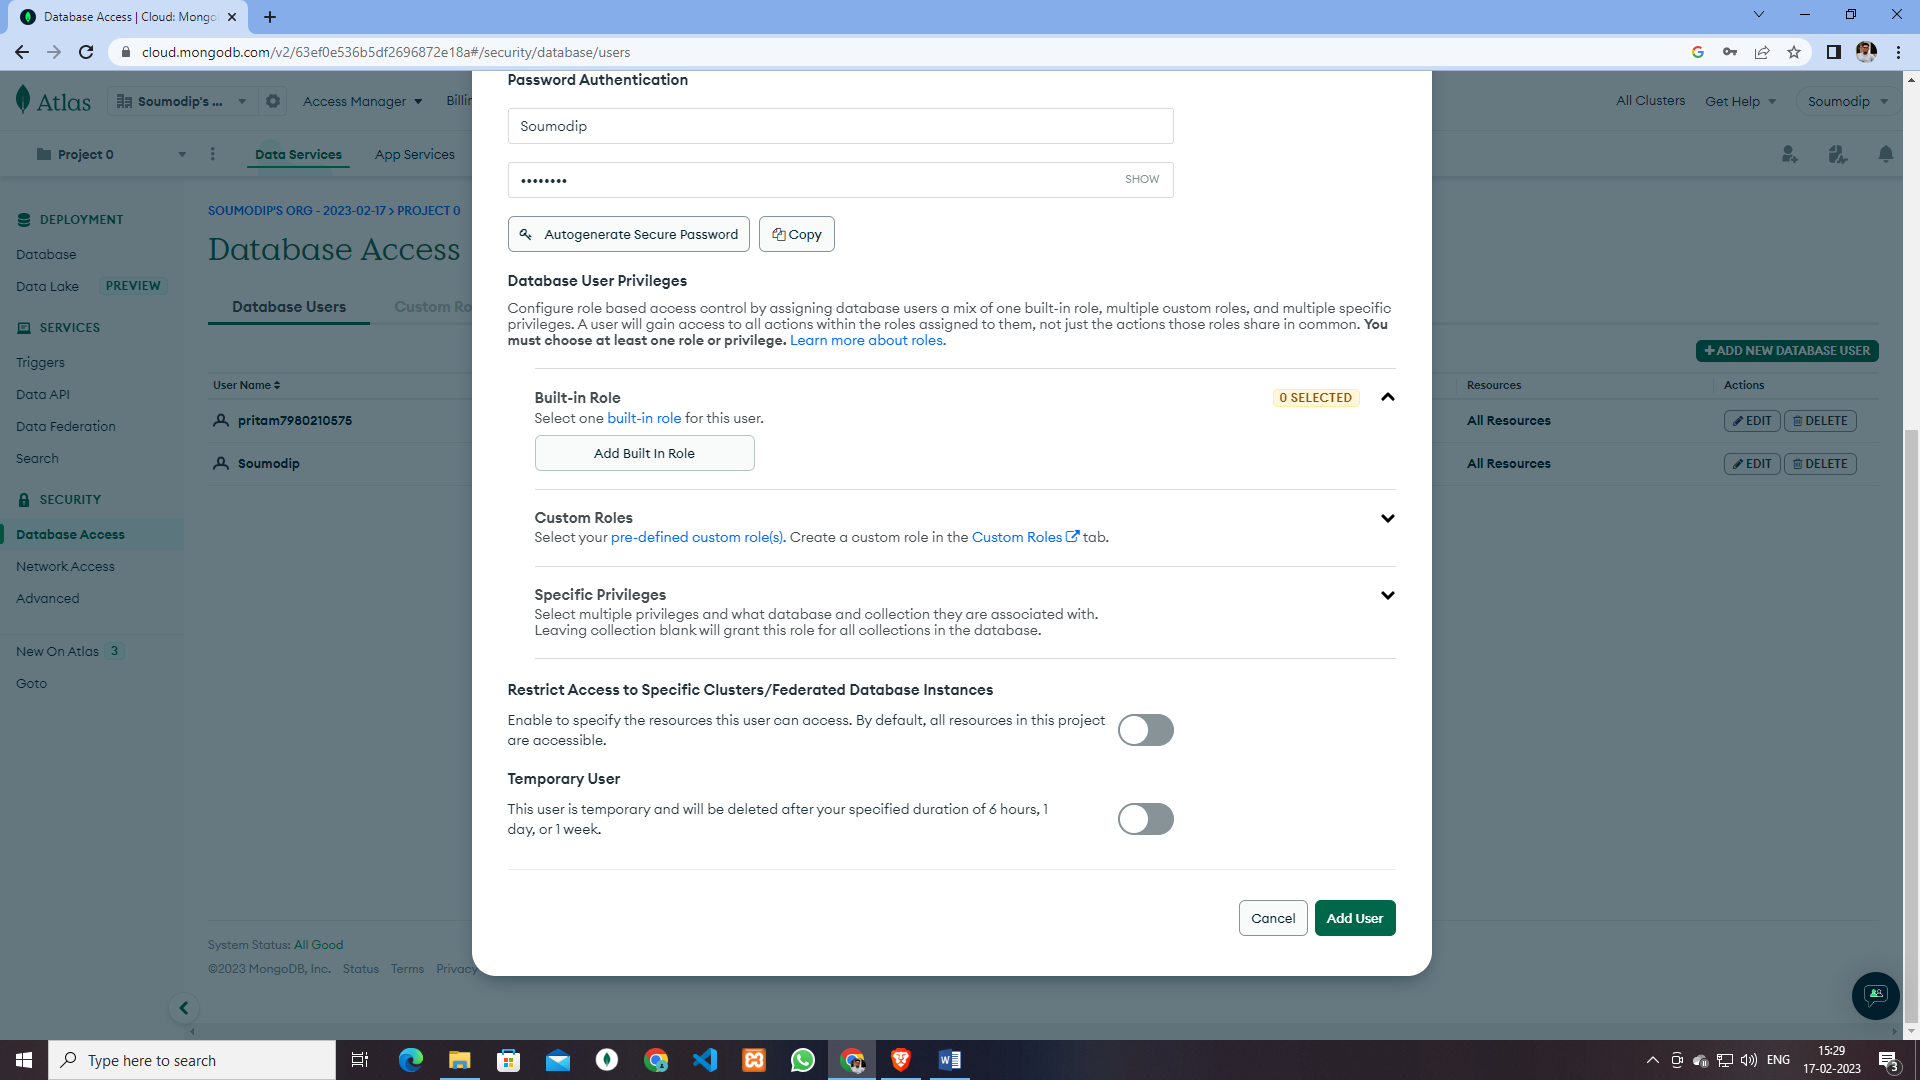 Database Access | Cloud: Mongo
cloud.mongodb.com/v2/63ef0e536b5df2696872e18a#/security/database/users
Atlas
Soumodip's ...
Access Manager
Billin
All Clusters
Get Help
Soumodip
Project 0
Data Services
App Services
DEPLOYMENT
Database
Data Lake PREVIEW
SERVICES
Triggers
Data API
Data Federation
Search
SECURITY
Database Access
Network Access
Advanced
New On Atlas 3
Goto
SOUMODIP'S ORG - 2023-02-17 > PROJECT 0
Database Access
Database Users
Custom Ro
User Name
pritam7980210575
Soumodip
Password Authentication
Soumodip
••••••••
SHOW
Autogenerate Secure Password
Copy
Database User Privileges
Configure role based access control by assigning database users a mix of one built-in role, multiple custom roles, and multiple specific
privileges. A user will gain access to all actions within the roles assigned to them, not just the actions those roles share in common. You
must choose at least one role or privilege. Learn more about roles.
Built-in Role
0 SELECTED
Select one built-in role for this user.
Add Built In Role
Custom Roles
Select your pre-defined custom role(s). Create a custom role in the Custom Roles tab.
Specific Privileges
Select multiple privileges and what database and collection they are associated with.
Leaving collection blank will grant this role for all collections in the database.
Restrict Access to Specific Clusters/Federated Database Instances
Enable to specify the resources this user can access. By default, all resources in this project
are accessible.
Temporary User
This user is temporary and will be deleted after your specified duration of 6 hours, 1
day, or 1 week.
Cancel
Add User
+ ADD NEW DATABASE USER
Resources
Actions
All Resources
EDIT
DELETE
All Resources
EDIT
DELETE
System Status: All Good
©2023 MongoDB, Inc. Status Terms Privacy
Type here to search
ENG
15:29
17-02-2023
3